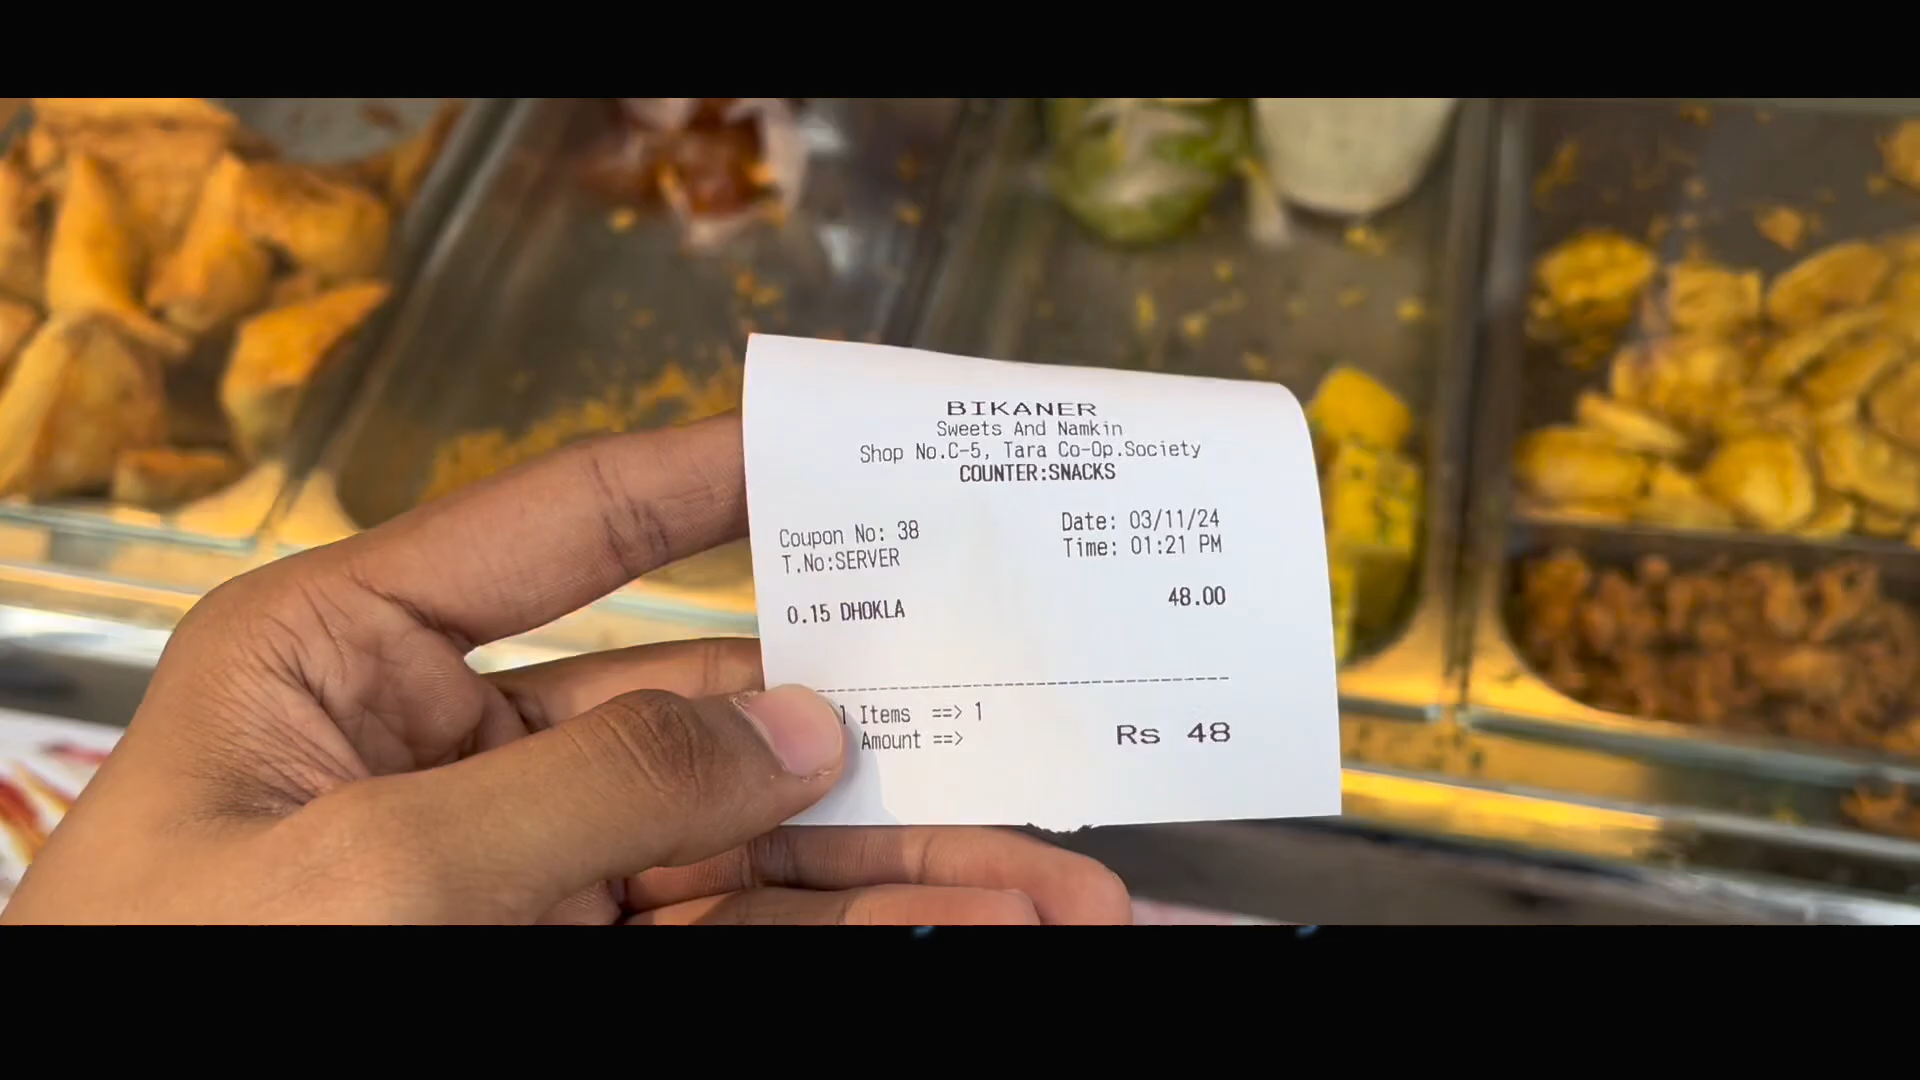 BIKANER
Sweets And Namkin
Shop No.C-5, Tara Co-Op.Society
COUNTER:SNACKS
Coupon No: 38 Date: 03/11/24
T.No:SERVER Time: 01:21 PM
0.15 DHOKLA 48.00
Items ==> 1
Amount ==> Rs 48